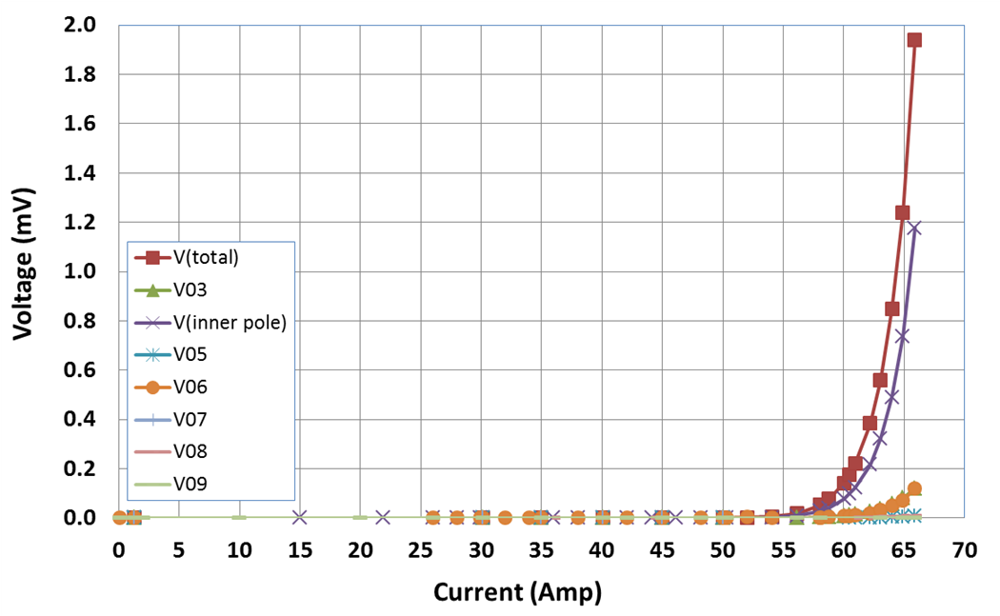 2.0
1.8
1.6
1.4
1.2
1.0
0.8
0.6
0.4
0.2
0.0
Voltage (mV)
V(total)
V03
V(inner pole)
V05
V06
V07
V08
V09
0 5 10 15 20 25 30 35 40 45 50 55 60 65 70
Current (Amp)